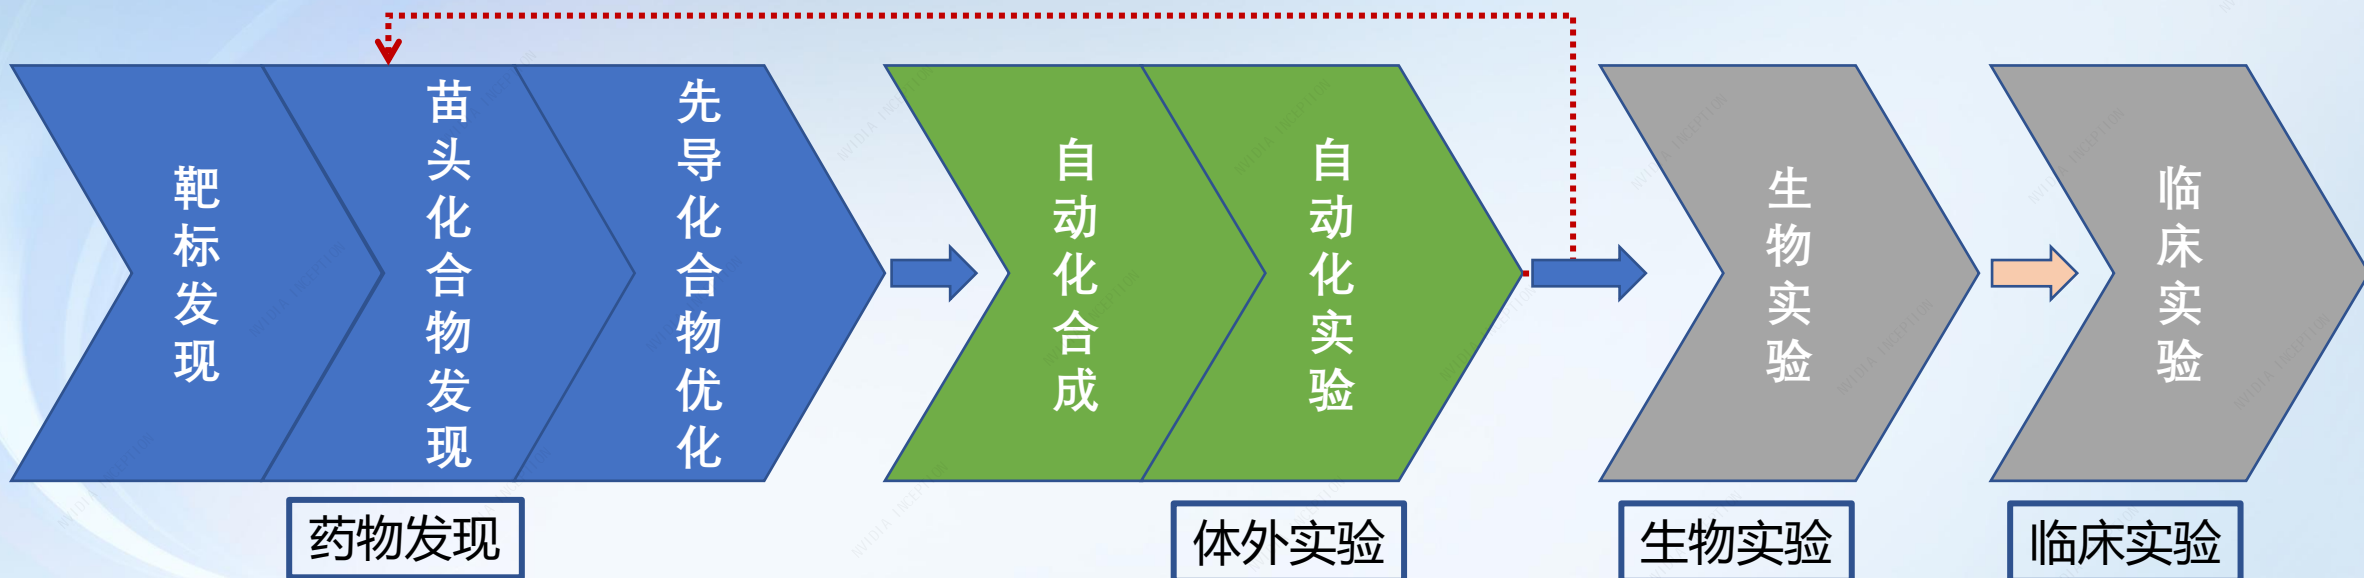 靶标发现
苗头化合物发现
先导化合物优化
自动化合成
自动化实验
生物实验
临床实验
药物发现
体外实验
生物实验
临床实验
NVIDIA INCEPTION